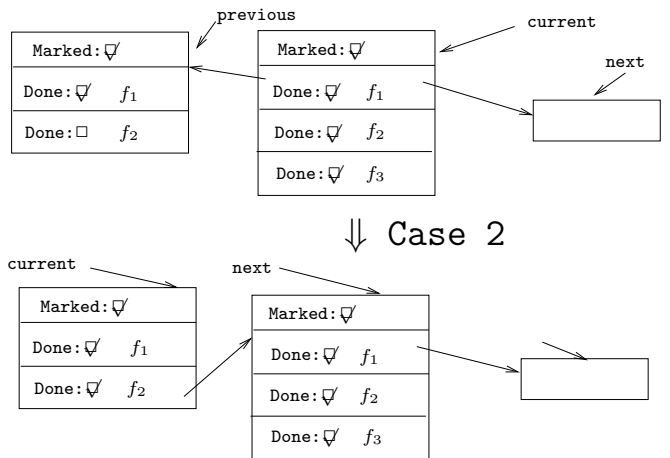 previous
current
Marked: ☑
Marked: ☑
next
Done: ☑ f₁
Done: ☑ f₁
Done: ☐ f₂
Done: ☑ f₂
Done: ☑ f₃
⇓ Case 2
current
next
Marked: ☑
Marked: ☑
Done: ☑ f₁
Done: ☑ f₁
Done: ☑ f₂
Done: ☑ f₂
Done: ☑ f₃